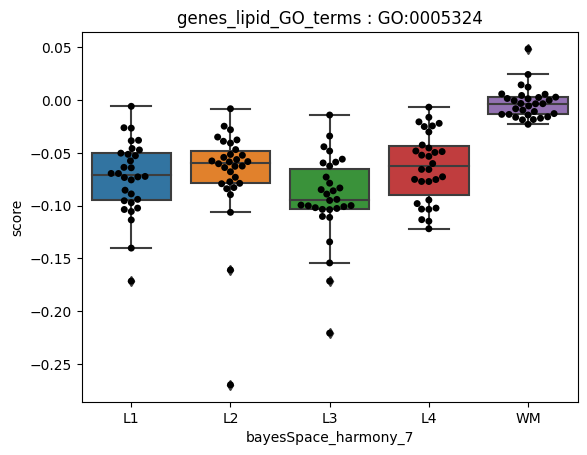 genes_lipid_GO_terms : GO:0005324
0.05
0.00
−0.05
−0.10
−0.15
−0.20
−0.25
score
L1 L2 L3 L4 WM
bayesSpace_harmony_7